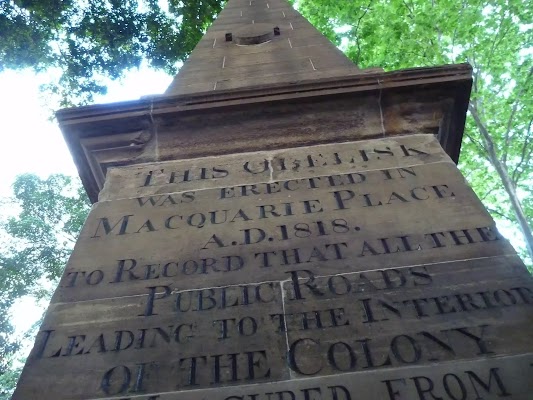 THIS OBELISK
WAS ERECTED IN
MACQUARIE PLACE
A.D. 1818.
TO RECORD THAT ALL THE
PUBLIC ROADS
LEADING TO THE INTERIOR
OF THE COLONY
FROM